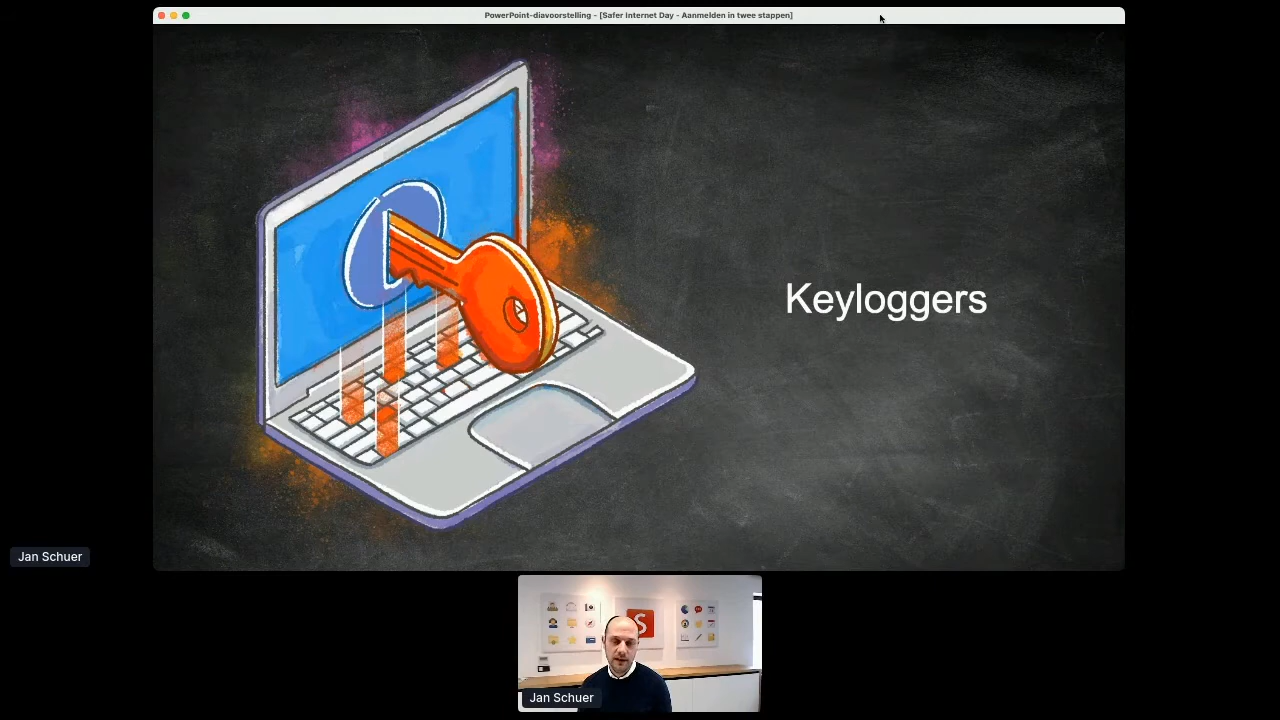 PowerPoint-diavoorstelling - [Safer Internet Day - Aanmelden in twee stappen]
Keyloggers
Jan Schuer
S
Jan Schuer